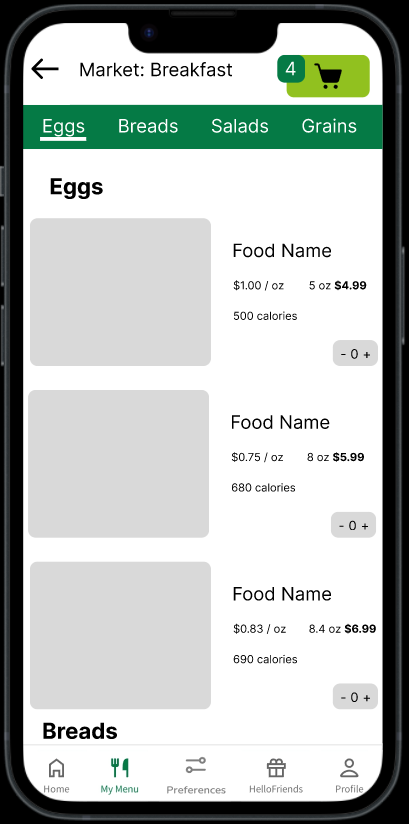 Market: Breakfast
4
Eggs Breads Salads Grains
Eggs
Food Name
$1.00 / oz 5 oz $4.99
500 calories
- 0 +
Food Name
$0.75 / oz 8 oz $5.99
680 calories
- 0 +
Food Name
$0.83 / oz 8.4 oz $6.99
690 calories
- 0 +
Breads
Home My Menu Preferences HelloFriends Profile